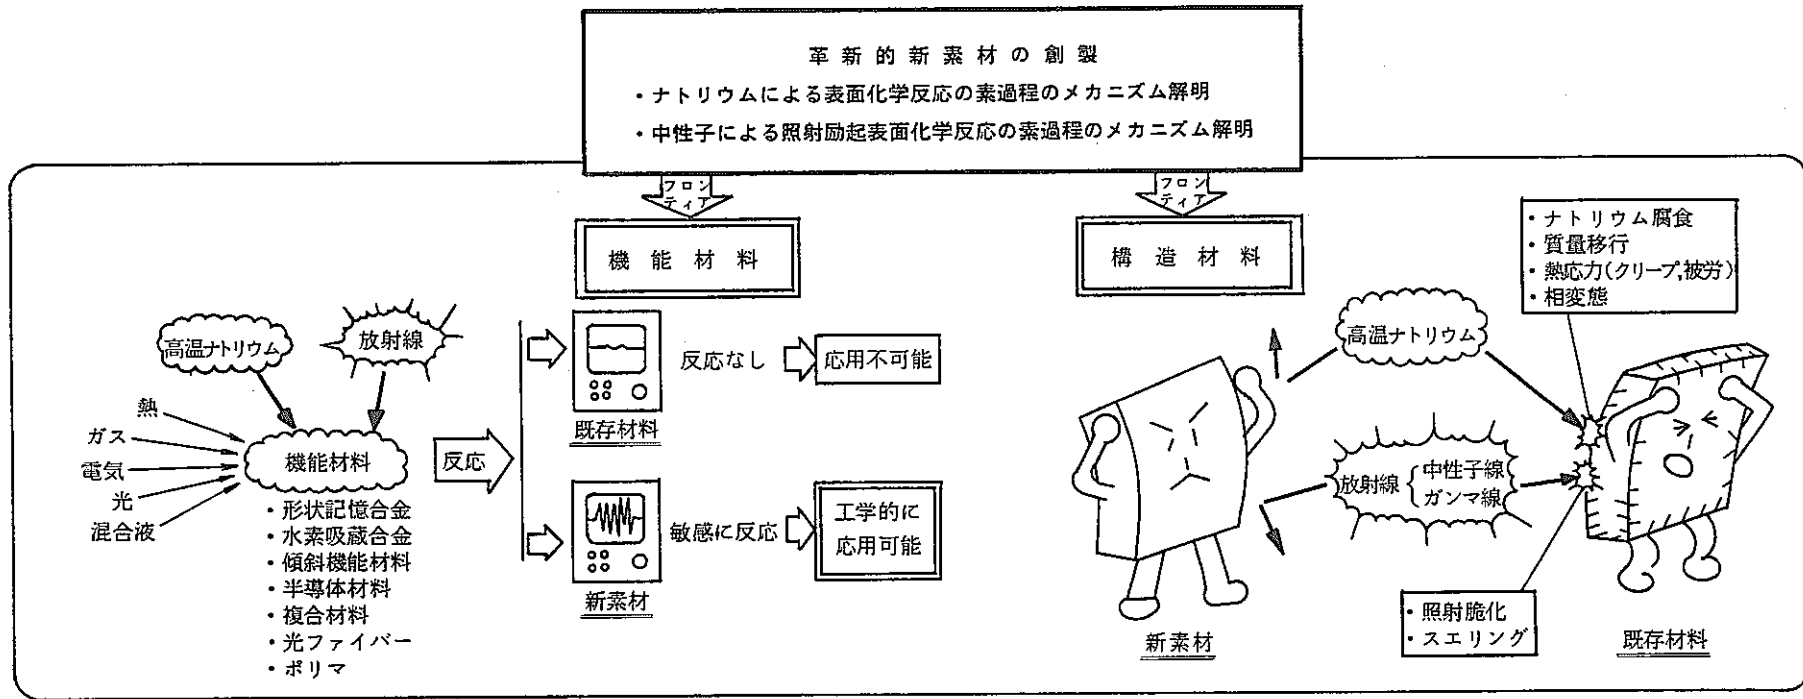 革新的新素材の創製
・ナトリウムによる表面化学反応の素過程のメカニズム解明
・中性子による照射励起表面化学反応の素過程のメカニズム解明
フロン
ティア
機能材料
高温ナトリウム
放射線
熱
ガス
電気
光
混合液
機能材料
・形状記憶合金
・水素吸蔵合金
・傾斜機能材料
・半導体材料
・複合材料
・光ファイバー
・ポリマ
反応
既存材料
反応なし
応用不可能
新素材
敏感に反応
工学的に
応用可能
フロン
ティア
構造材料
・ナトリウム腐食
・質量移行
・熱応力(クリープ,被労)
・相変態
高温ナトリウム
放射線{中性子線
ガンマ線
・照射脆化
・スエリング
新素材
既存材料